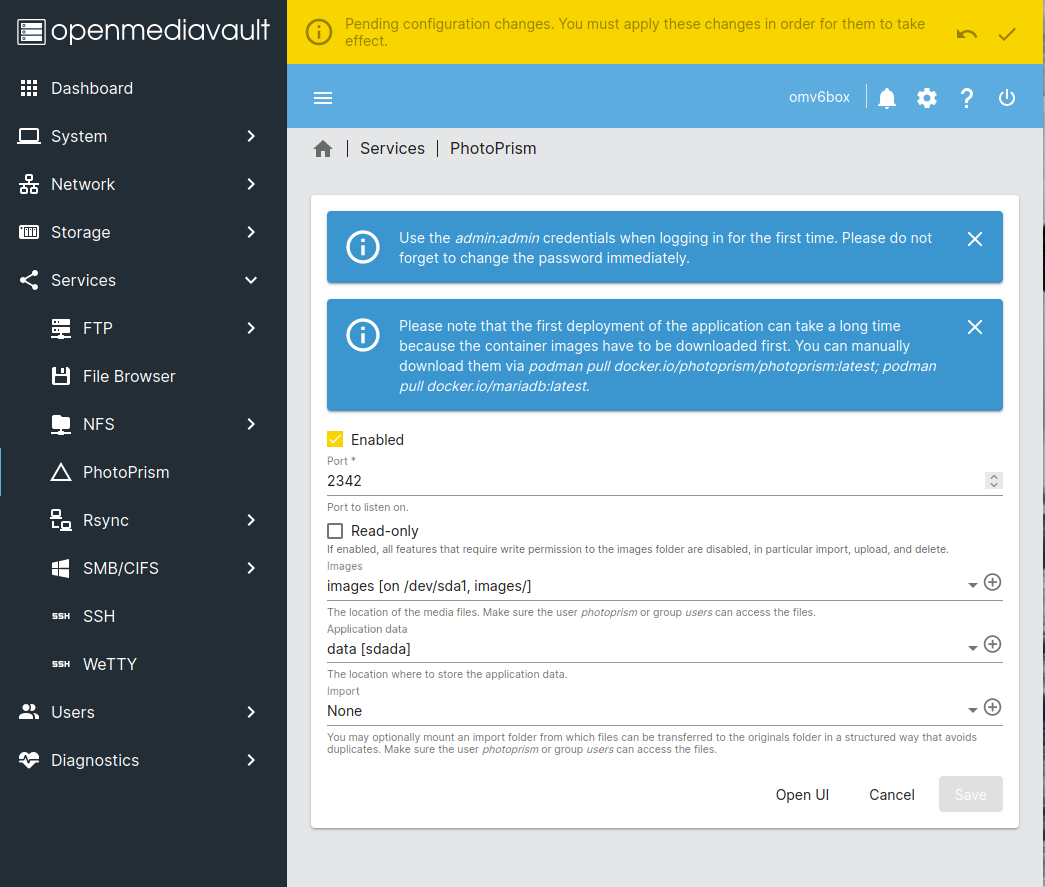 openmediavault
Dashboard
System
Network
Storage
Services
FTP
File Browser
NFS
PhotoPrism
Rsync
SMB/CIFS
SSH
SSH
SSH
WeTTY
Users
Diagnostics
Pending configuration changes. You must apply these changes in order for them to take
effect.
omv6box
Services | PhotoPrism
Use the admin:admin credentials when logging in for the first time. Please do not
forget to change the password immediately.
Please note that the first deployment of the application can take a long time
because the container images have to be downloaded first. You can manually
download them via podman pull docker.io/photoprism/photoprism:latest; podman
pull docker.io/mariadb:latest.
Enabled
Port *
2342
Port to listen on.
Read-only
If enabled, all features that require write permission to the images folder are disabled, in particular import, upload, and delete.
Images
images [on /dev/sda1, images/]
The location of the media files. Make sure the user photoprism or group users can access the files.
Application data
data [sdada]
The location where to store the application data.
Import
None
You may optionally mount an import folder from which files can be transferred to the originals folder in a structured way that avoids
duplicates. Make sure the user photoprism or group users can access the files.
Open UI
Cancel
Save